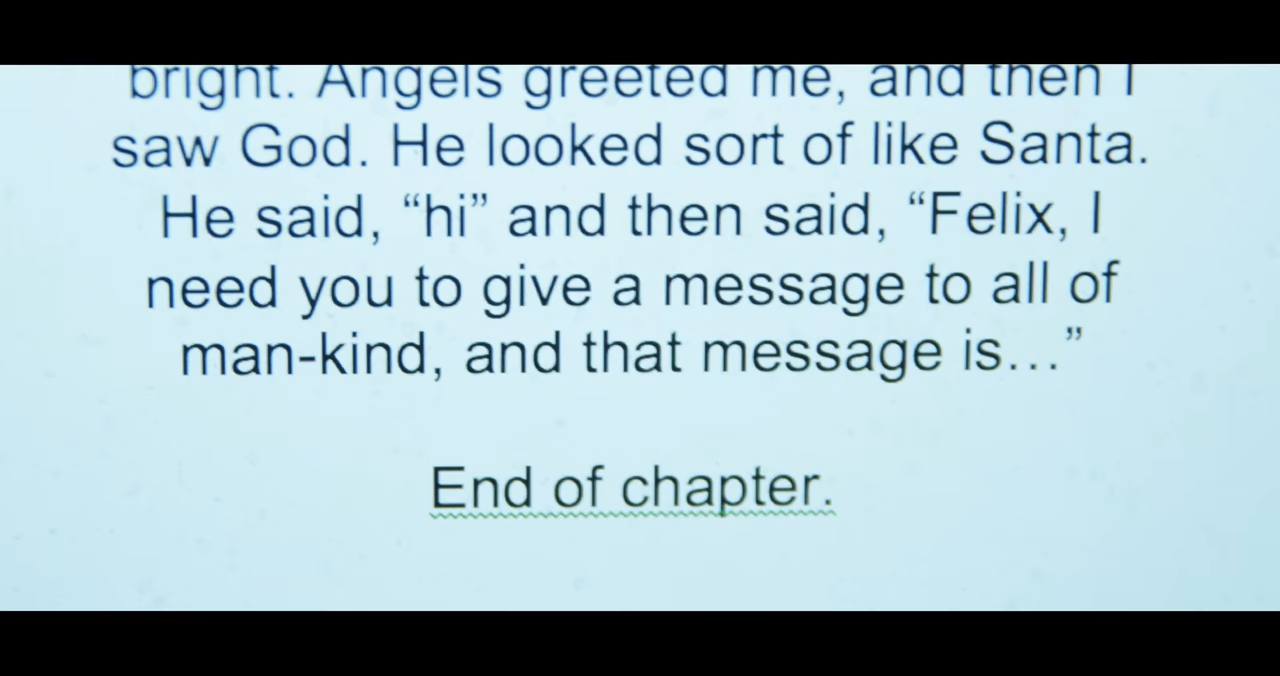 bright. Angels greeted me, and then I
saw God. He looked sort of like Santa.
He said, “hi” and then said, “Felix, I
need you to give a message to all of
man-kind, and that message is…”
End of chapter.